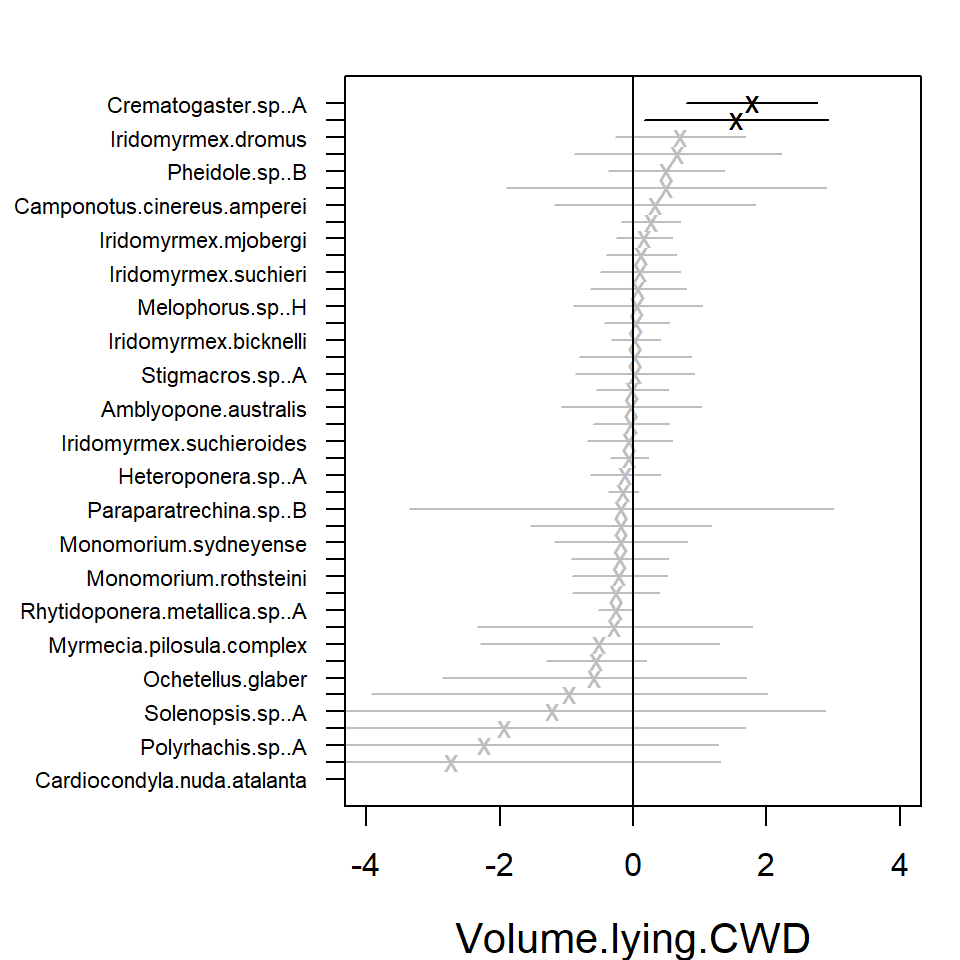 Crematogaster.sp..A
Iridomyrmex.dromus
Pheidole.sp..B
Camponotus.cinereus.amperei
Iridomyrmex.mjobergi
Iridomyrmex.suchieri
Melophorus.sp..H
Iridomyrmex.bicknelli
Stigmacros.sp..A
Amblyopone.australis
Iridomyrmex.suchieroides
Heteroponera.sp..A
Paraparatrechina.sp..B
Monomorium.sydneyense
Monomorium.rothsteini
Rhytidoponera.metallica.sp..A
Myrmecia.pilosula.complex
Ochetellus.glaber
Solenopsis.sp..A
Polyrhachis.sp..A
Cardiocondyla.nuda.atalanta
-4 -2 0 2 4
Volume.lying.CWD